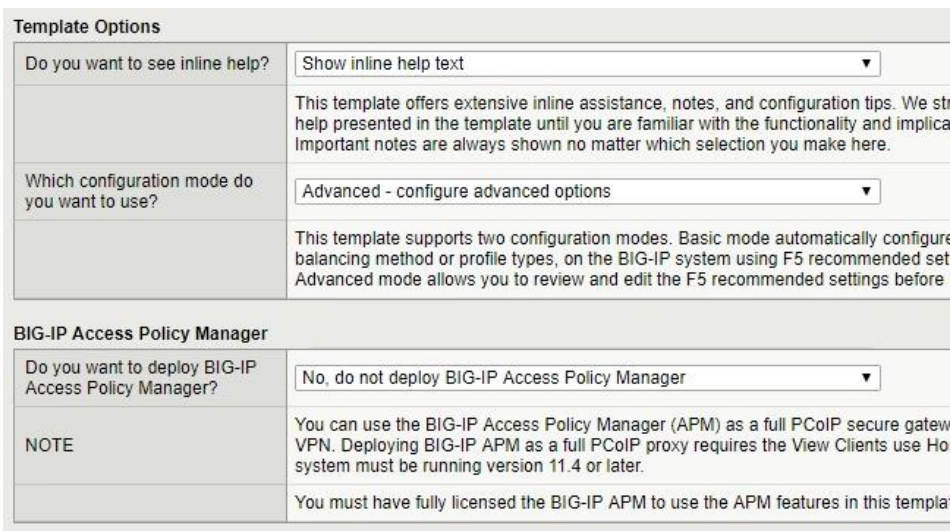 Template Options
Do you want to see inline help?
Show inline help text
This template offers extensive inline assistance, notes, and configuration tips. We
help presented in the template until you are familiar with the functionality and
Important notes are always shown no matter which selection you make here.
Which configuration mode do
you want to use?
Advanced - configure advanced options
This template supports two configuration modes. Basic mode automatically
balancing method or profile types, on the BIG-IP system using F5 recommended
Advanced mode allows you to review and edit the F5 recommended settings before
BIG-IP Access Policy Manager
Do you want to deploy BIG-IP
Access Policy Manager?
No, do not deploy BIG-IP Access Policy Manager
NOTE
You can use the BIG-IP Access Policy Manager (APM) as a full PCoIP secure
VPN. Deploying BIG-IP APM as a full PCoIP proxy requires the View Clients use
system must be running version 11.4 or later.
You must have fully licensed the BIG-IP APM to use the APM features in this